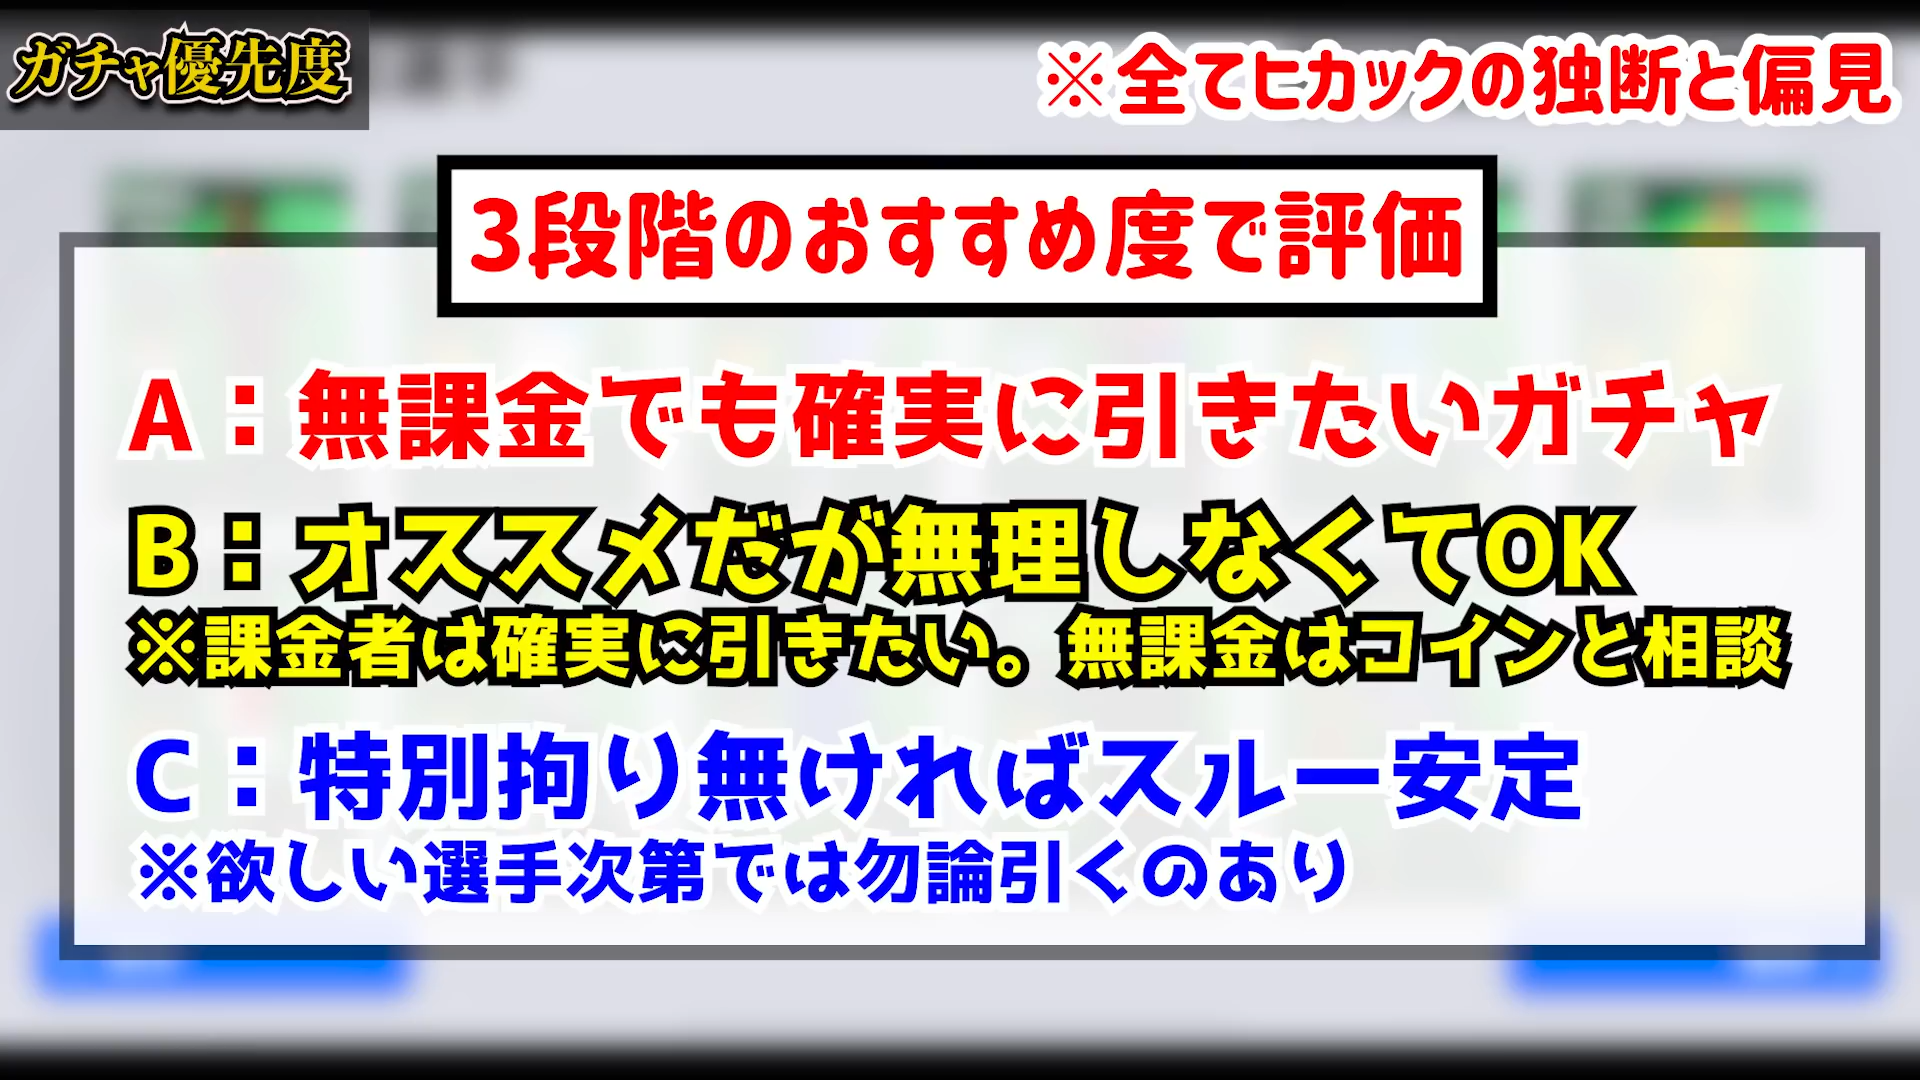 ガチャ優先度
※全てヒカックの独断と偏見
3段階のおすすめ度で評価
A：無課金でも確実に引きたいガチャ
B：オススメだが無理しなくてOK
※課金者は確実に引きたい。無課金はコインと相談
C：特別拘り無ければスルー安定
※欲しい選手次第では勿論引くのあり